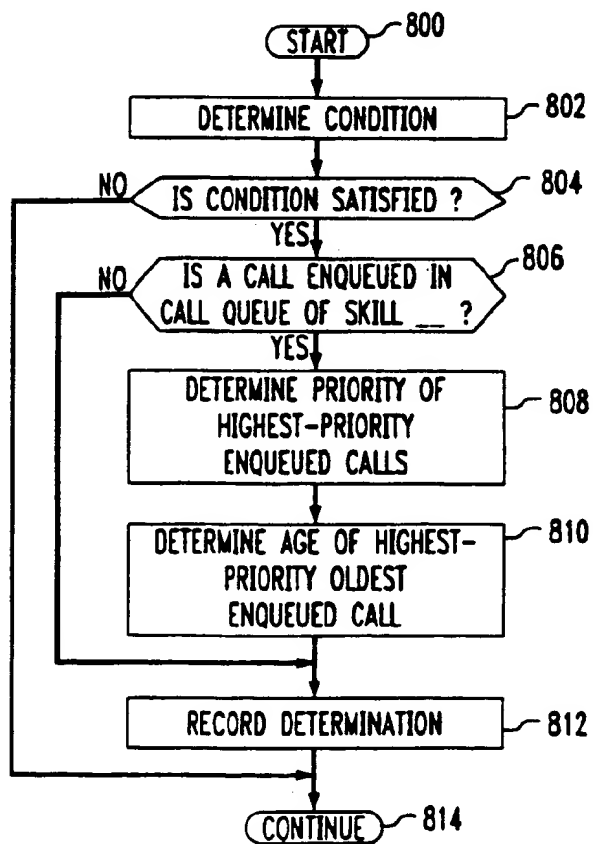 START
800
DETERMINE CONDITION
802
NO
IS CONDITION SATISFIED ?
804
YES
NO
IS A CALL ENQUEUED IN
CALL QUEUE OF SKILL __ ?
806
YES
DETERMINE PRIORITY OF
HIGHEST-PRIORITY
ENQUEUED CALLS
808
DETERMINE AGE OF HIGHEST-
PRIORITY OLDEST
ENQUEUED CALL
810
RECORD DETERMINATION
812
CONTINUE
814